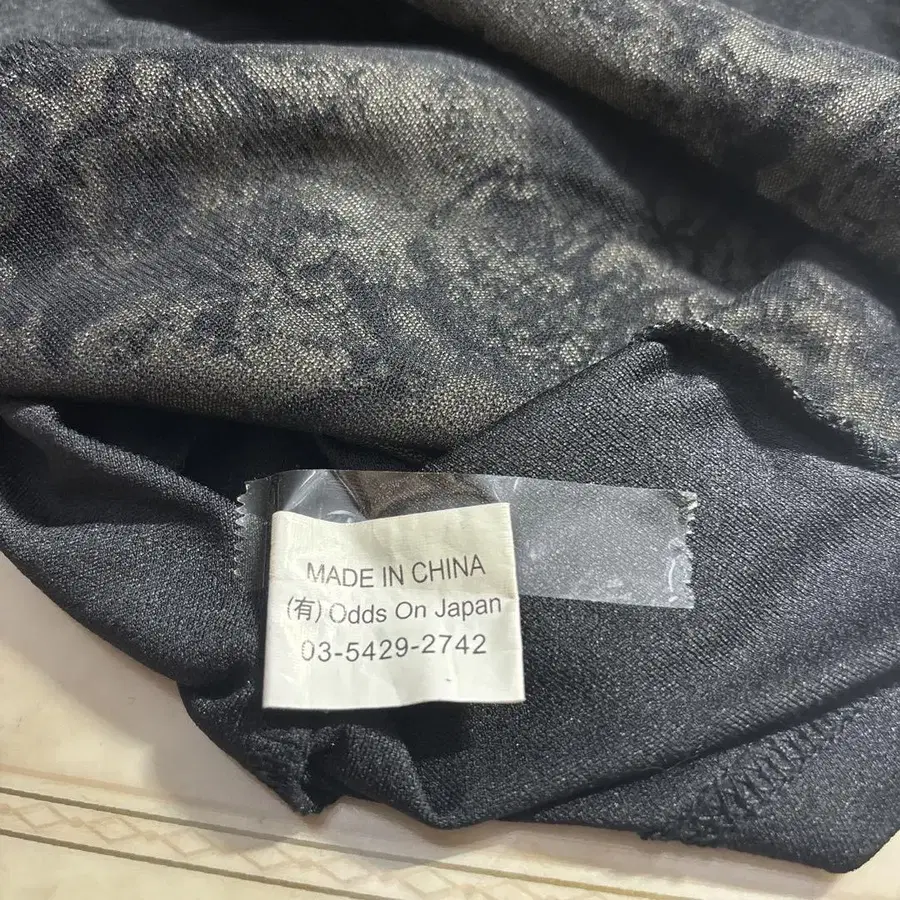 MADE IN CHINA
(有) Odds On Japan
03-5429-2742